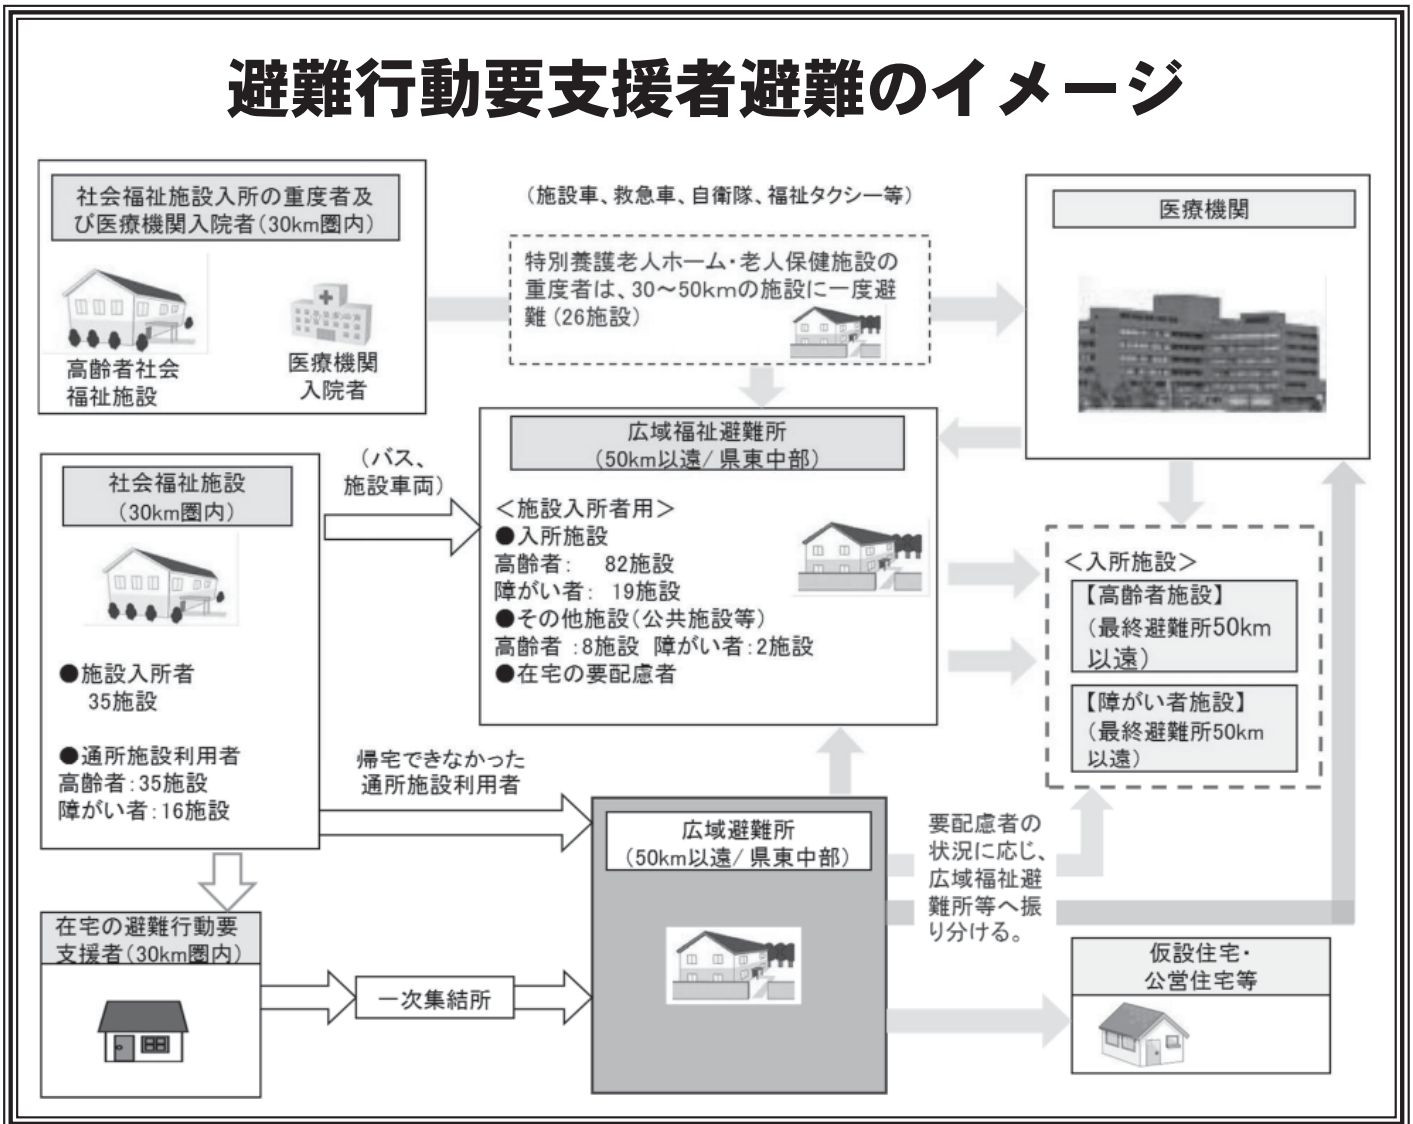 避難行動要支援者避難のイメージ
社会福祉施設入所の重度者及
び医療機関入院者(30km圏内)
高齢者社会
福祉施設
医療機関
入院者
(施設車、救急車、自衛隊、福祉タクシー等)
特別養護老人ホーム・老人保健施設の
重度者は、30~50kmの施設に一度避
難(26施設)
医療機関
社会福祉施設
(30km圏内)
●施設入所者
35施設
●通所施設利用者
高齢者:35施設
障がい者:16施設
(バス、
施設車両)
広域福祉避難所
(50km以遠/県東中部)
<施設入所者用>
●入所施設
高齢者: 82施設
障がい者: 19施設
●その他施設(公共施設等)
高齢者:8施設 障がい者:2施設
●在宅の要配慮者
<入所施設>
【高齢者施設】
(最終避難所50km
以遠)
【障がい者施設】
(最終避難所50km
以遠)
帰宅できなかった
通所施設利用者
広域避難所
(50km以遠/県東中部)
要配慮者の
状況に応じ、
広域福祉避
難所等へ振
り分ける。
在宅の避難行動要
支援者(30km圏内)
一次集結所
仮設住宅・
公営住宅等